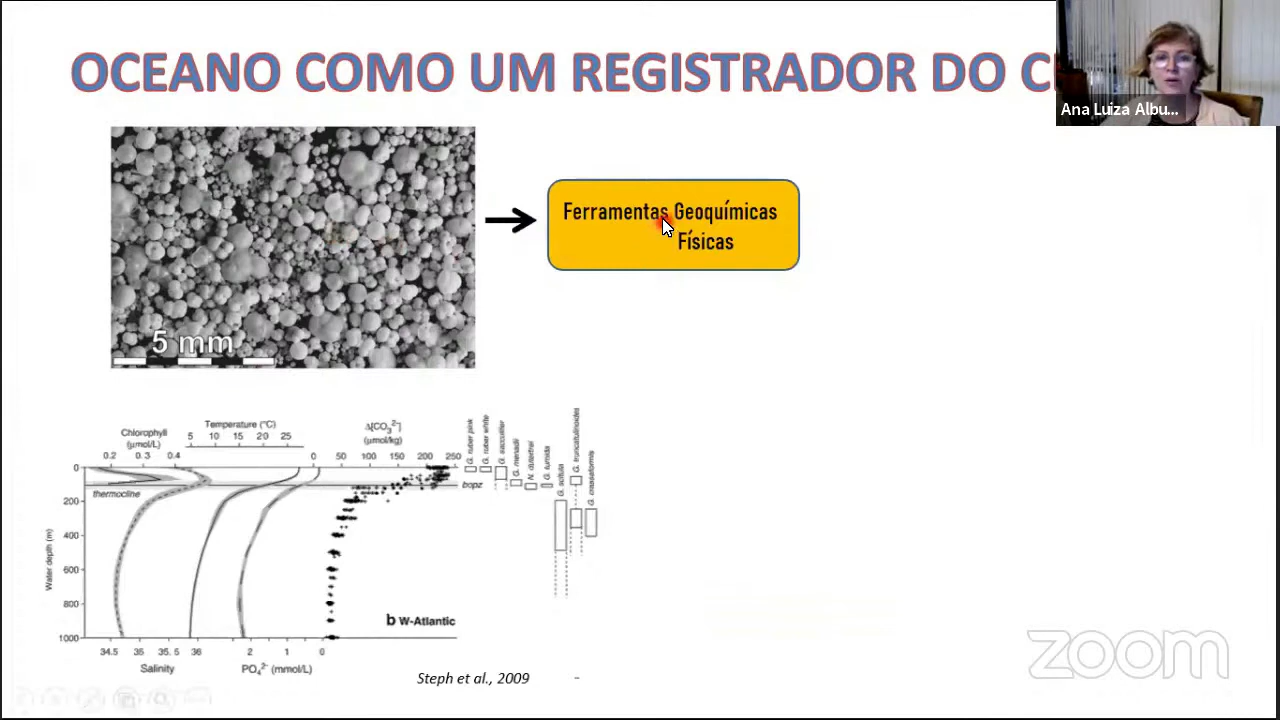 OCEANO COMO UM REGISTRADOR DO C
Ana Luiza Albu...
5 mm
Ferramentas Geoquímicas
Físicas
Chlorophyll
(µmol/L)
0.2 0.3 0.4
Temperature (°C)
5 10 15 20 25
Δ[CO₃²⁻]
(µmol/kg)
0 50 100 150 200 250
G. ruber pink
G. ruber white
G. sacculifer
G. menardii
N. dutertrei
G. tumida
G. scitula
G. truncatulinoides
G. crassaformis
thermocline
bopz
Water depth (m)
0
200
400
600
800
1000
b W-Atlantic
34.5 35 35.5 36
Salinity
2 1 0
PO₄²⁻ (mmol/L)
Steph et al., 2009
-
zoom